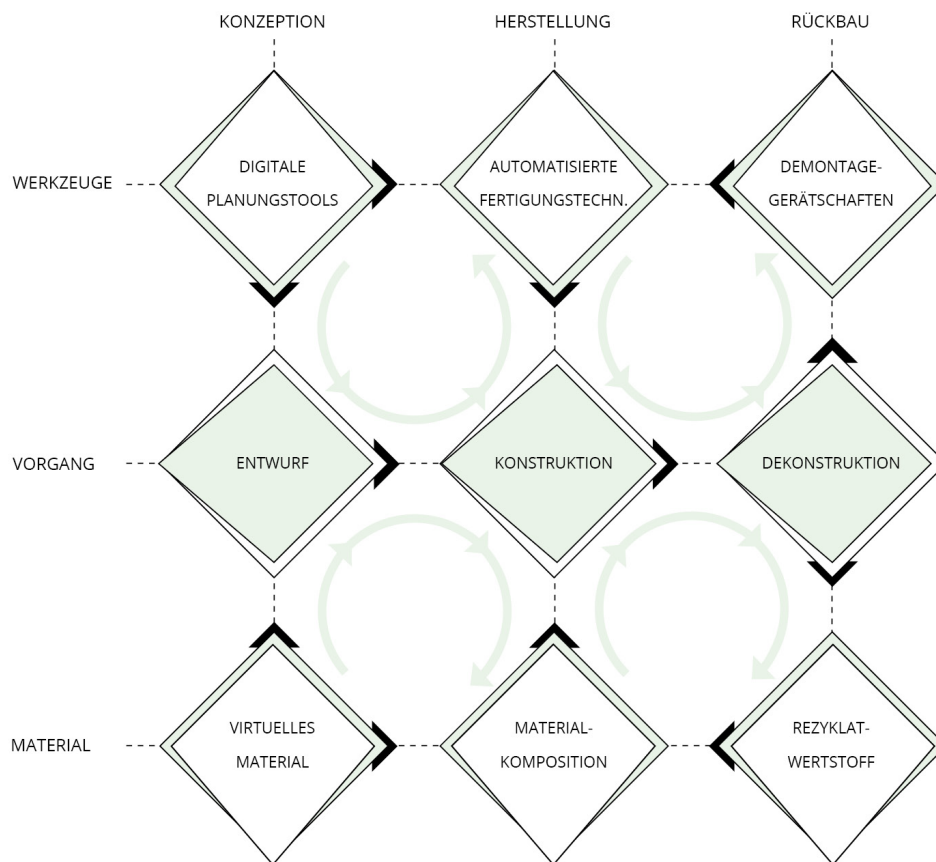 KONZEPTION
HERSTELLUNG
RÜCKBAU
WERKZEUGE
DIGITALE
PLANUNGSTOOLS
AUTOMATISIERTE
FERTIGUNGSTECHN.
DEMONTAGE-
GERÄTSCHAFTEN
VORGANG
ENTWURF
KONSTRUKTION
DEKONSTRUKTION
MATERIAL
VIRTUELLES
MATERIAL
MATERIAL-
KOMPOSITION
REZYKLAT-
WERTSTOFF